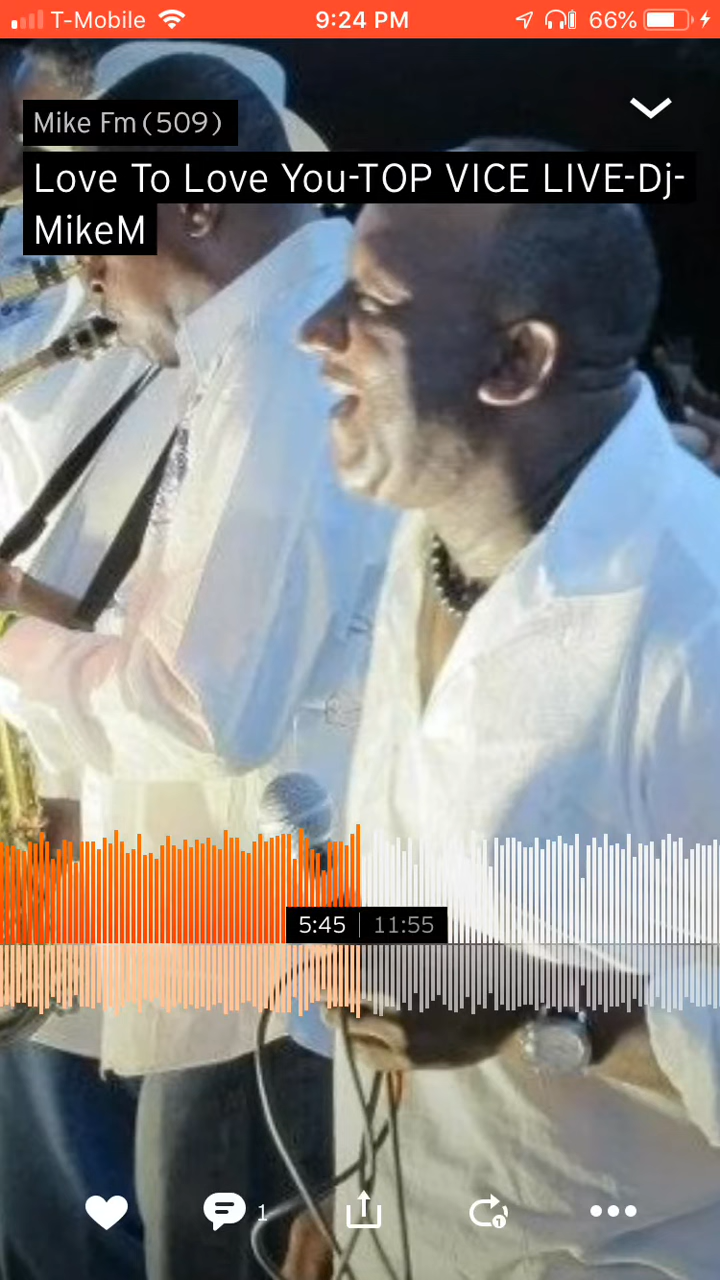 T-Mobile 9:24 PM 66%
Mike Fm (509)
Love To Love You-TOP VICE LIVE-Dj-
MikeM
5:45 | 11:55
1
1